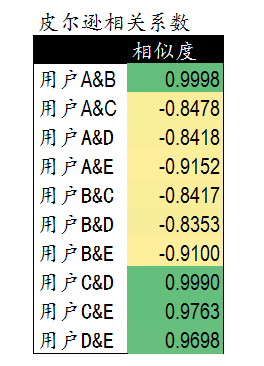 皮尔逊相关系数
相似度
用户A&B 0.9998
用户A&C -0.8478
用户A&D -0.8418
用户A&E -0.9152
用户B&C -0.8417
用户B&D -0.8353
用户B&E -0.9100
用户C&D 0.9990
用户C&E 0.9763
用户D&E 0.9698